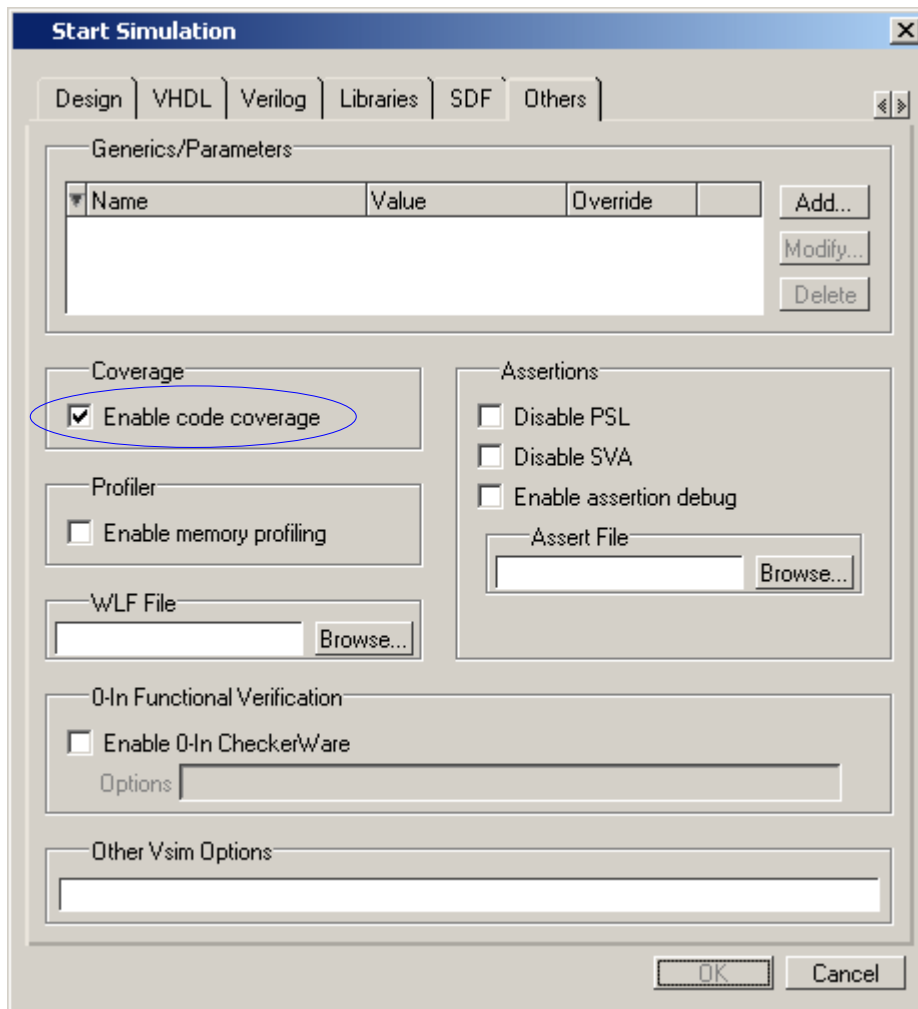 Start Simulation
Design VHDL Verilog Libraries SDF Others
Generics/Parameters
Name Value Override
Add...
Modify...
Delete
Coverage
Enable code coverage
Assertions
Disable PSL
Disable SVA
Enable assertion debug
Assert File
Browse...
Profiler
Enable memory profiling
WLF File
Browse...
0-In Functional Verification
Enable 0-In CheckerWare
Options
Other Vsim Options
OK Cancel